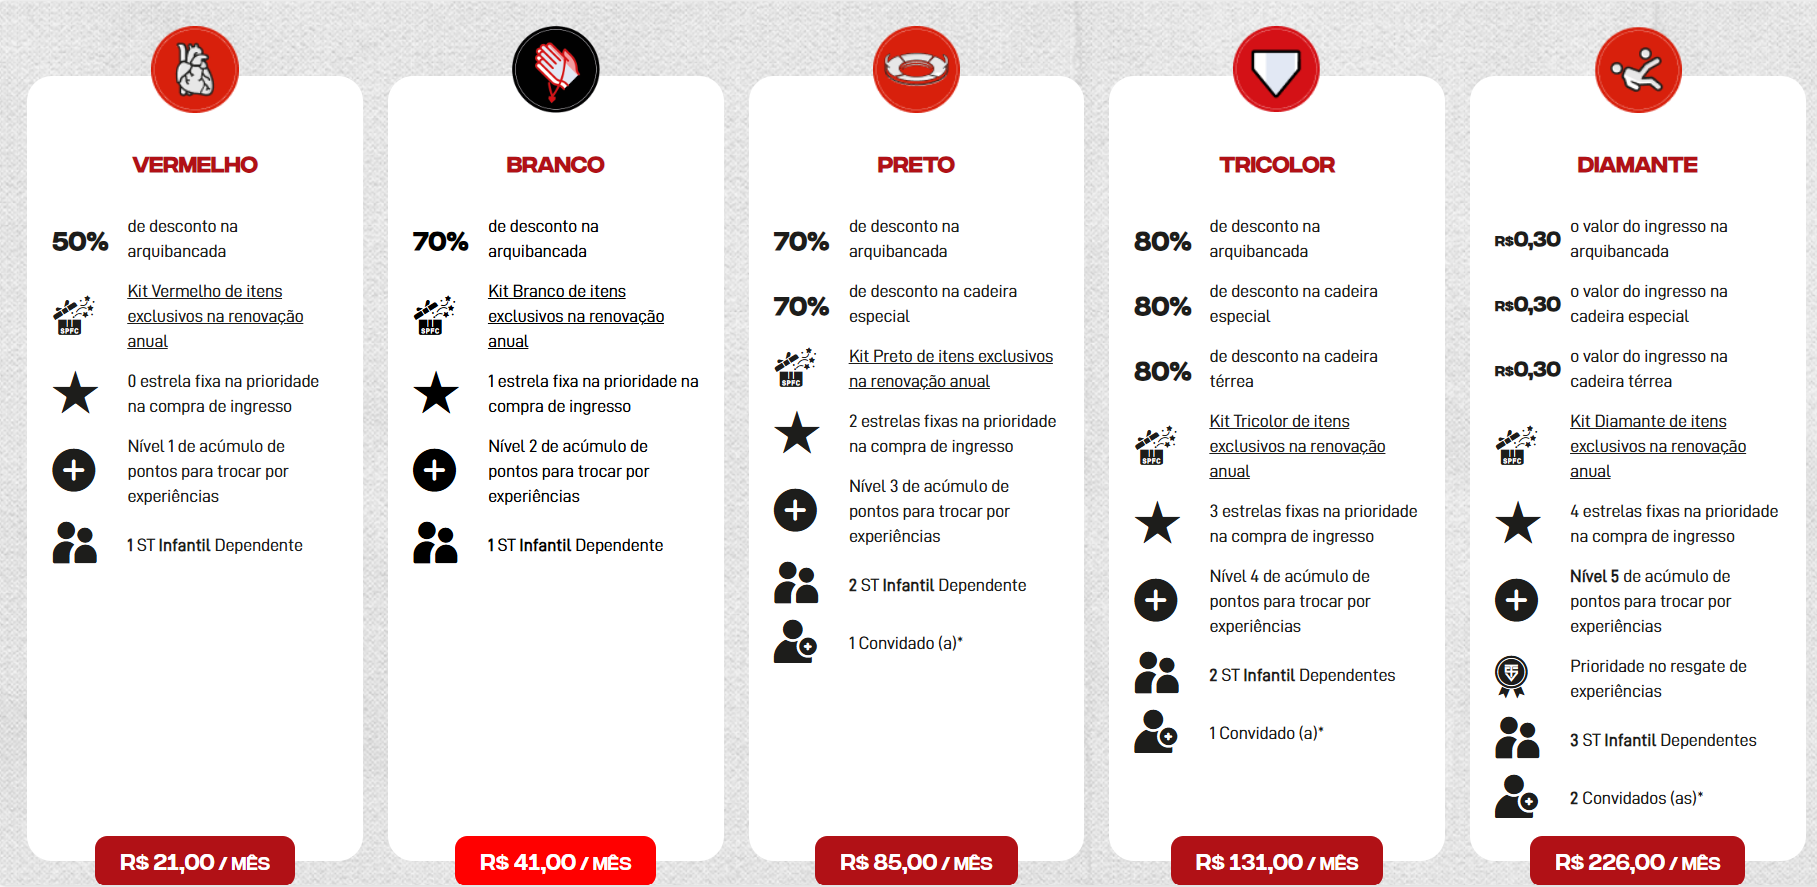 VERMELHO
50%
de desconto na
arquibancada
SPFC
Kit Vermelho de itens
exclusivos na renovação
anual
0 estrela fixa na prioridade
na compra de ingresso
Nível 1 de acúmulo de
pontos para trocar por
experiências
1 ST Infantil Dependente
R$ 21,00 / MÊS
BRANCO
70%
de desconto na
arquibancada
SPFC
Kit Branco de itens
exclusivos na renovação
anual
1 estrela fixa na prioridade na
compra de ingresso
Nível 2 de acúmulo de
pontos para trocar por
experiências
1 ST Infantil Dependente
R$ 41,00 / MÊS
PRETO
70%
de desconto na
arquibancada
70%
de desconto na cadeira
especial
SPFC
Kit Preto de itens exclusivos
na renovação anual
2 estrelas fixas na prioridade
na compra de ingresso
Nível 3 de acúmulo de
pontos para trocar por
experiências
2 ST Infantil Dependente
1 Convidado (a)*
R$ 85,00 / MÊS
TRICOLOR
80%
de desconto na
arquibancada
80%
de desconto na cadeira
especial
80%
de desconto na cadeira
térrea
SPFC
Kit Tricolor de itens
exclusivos na renovação
anual
3 estrelas fixas na prioridade
na compra de ingresso
Nível 4 de acúmulo de
pontos para trocar por
experiências
2 ST Infantil Dependentes
1 Convidado (a)*
R$ 131,00 / MÊS
DIAMANTE
R$0,30
o valor do ingresso na
arquibancada
R$0,30
o valor do ingresso na
cadeira especial
R$0,30
o valor do ingresso na
cadeira térrea
SPFC
Kit Diamante de itens
exclusivos na renovação
anual
4 estrelas fixas na prioridade
na compra de ingresso
Nível 5 de acúmulo de
pontos para trocar por
experiências
Prioridade no resgate de
experiências
3 ST Infantil Dependentes
2 Convidados (as)*
R$ 226,00 / MÊS